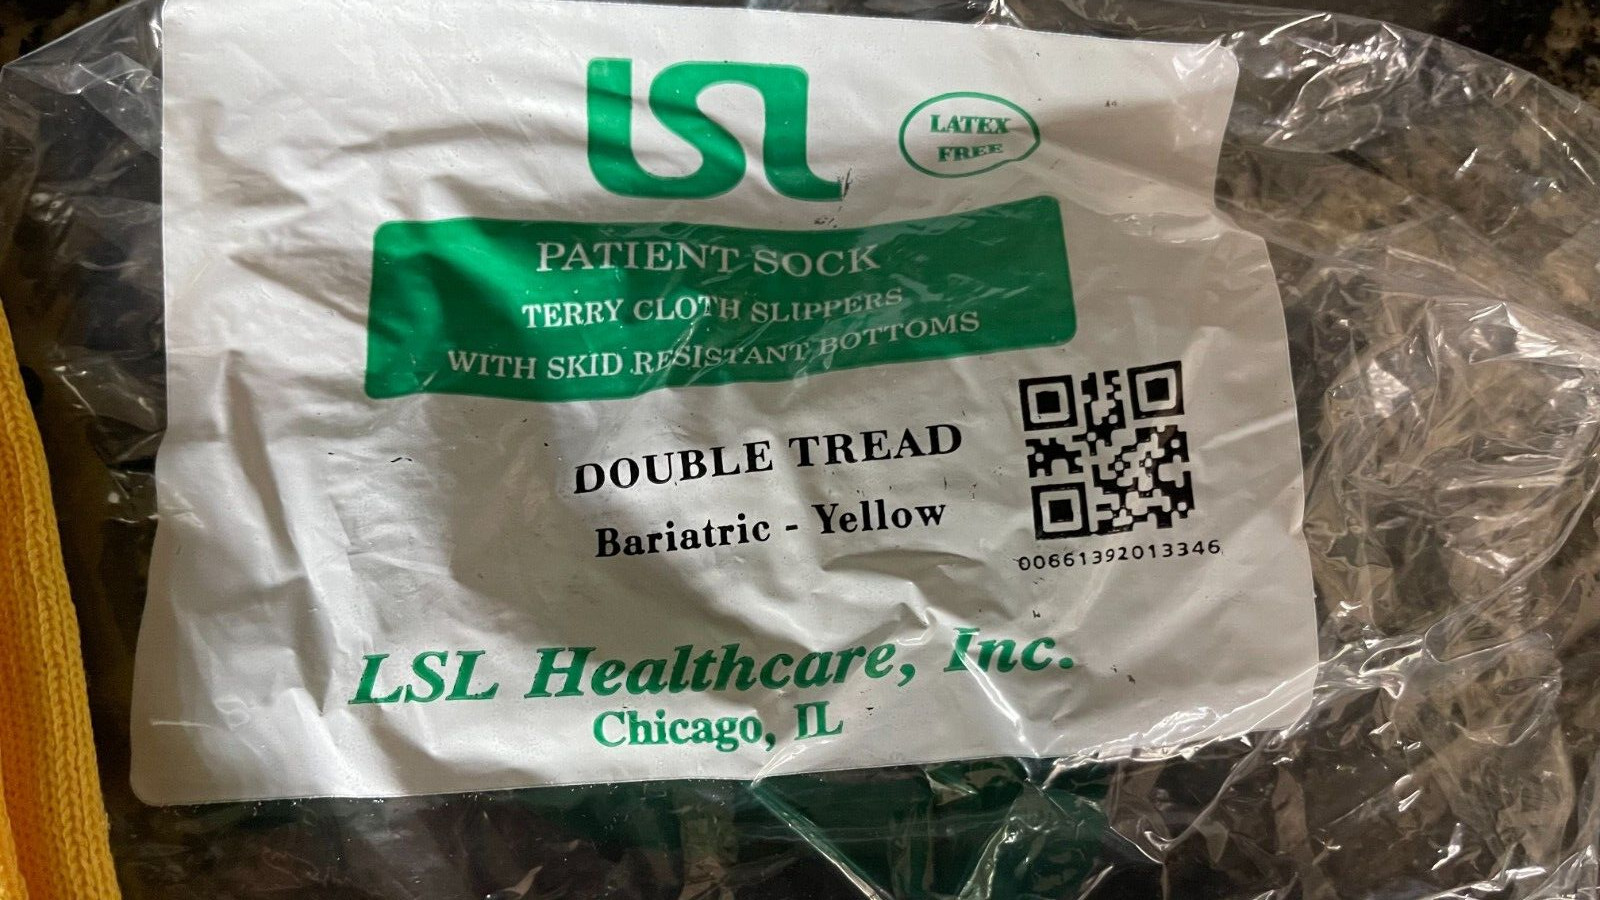 LSL
LATEX
FREE
PATIENT SOCK
TERRY CLOTH SLIPPERS
WITH SKID RESISTANT BOTTOMS
DOUBLE TREAD
Bariatric - Yellow
00661392013346
LSL Healthcare, Inc.
Chicago, IL